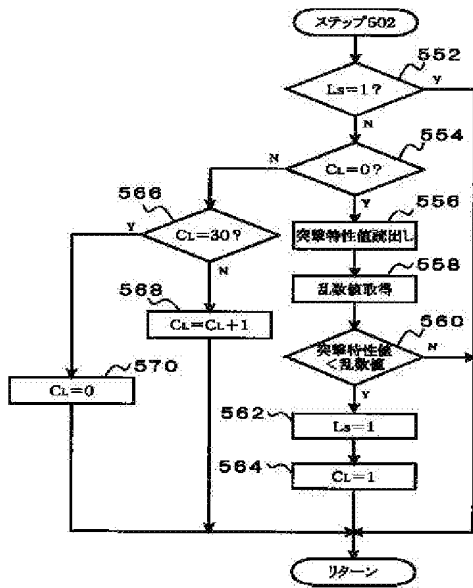 ステップ502
552
Ls=1?
Y
N
554
CL=0?
N
Y
566
CL=30?
Y
N
556
突撃特性値読出し
558
乱数値取得
568
CL=CL+1
560
突撃特性値
<乱数値
N
Y
570
CL=0
562
Ls=1
564
CL=1
リターン